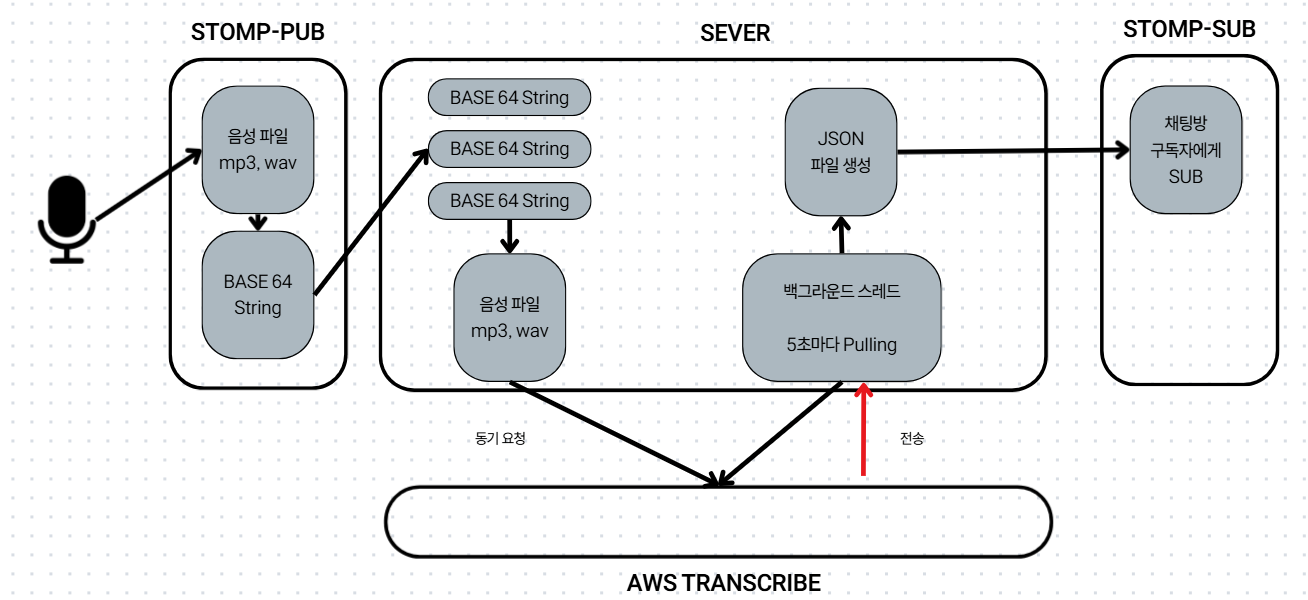 STOMP-PUB
음성 파일
mp3, wav
BASE 64
String
SEVER
BASE 64 String
BASE 64 String
BASE 64 String
음성 파일
mp3, wav
JSON
파일 생성
백그라운드 스레드
5초마다 Pulling
STOMP-SUB
채팅방
구독자에게
SUB
동기 요청
전송
AWS TRANSCRIBE